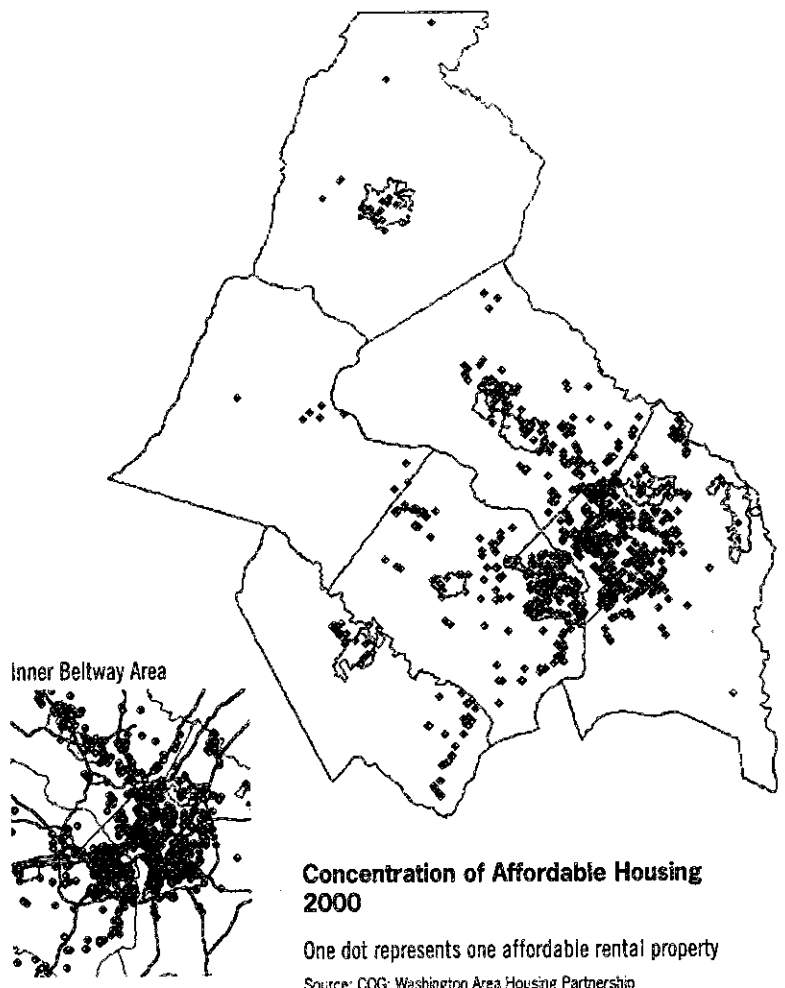 Inner Beltway Area
Concentration of Affordable Housing
2000
One dot represents one affordable rental property
Source: COG; Washington Area Housing Partnership